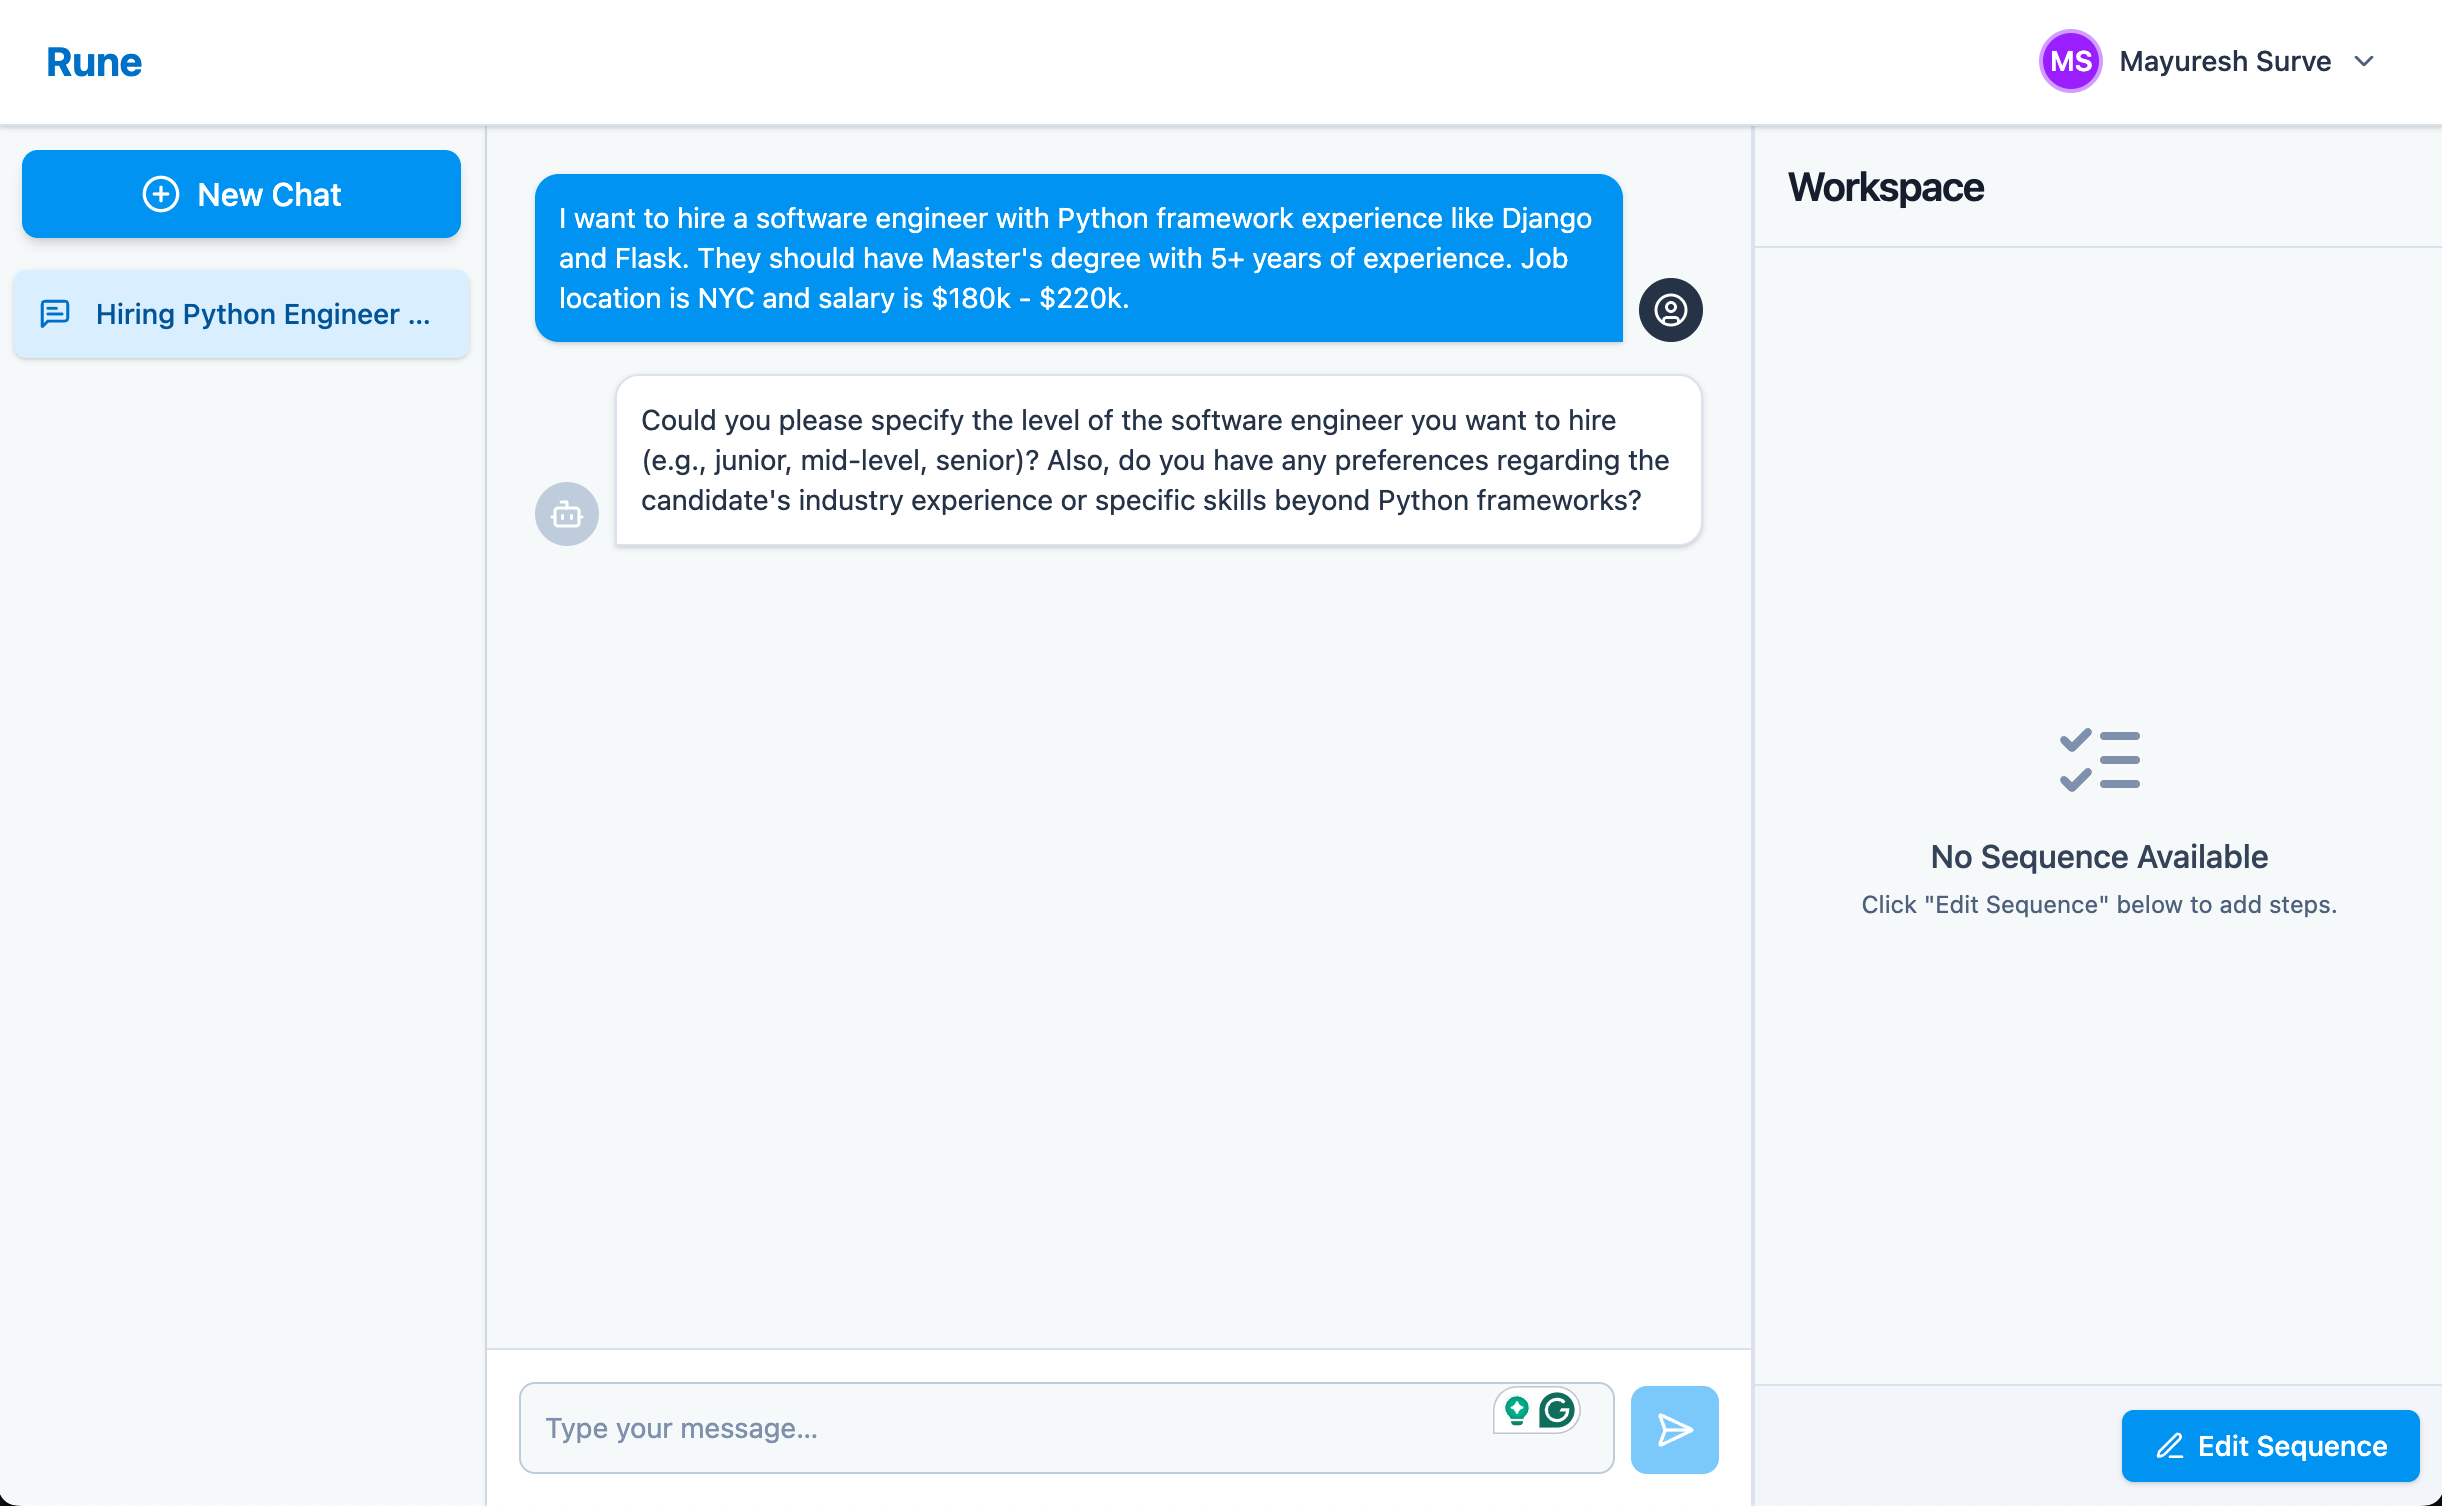 Rune
MS
Mayuresh Surve
New Chat
Hiring Python Engineer ...
I want to hire a software engineer with Python framework experience like Django
and Flask. They should have Master's degree with 5+ years of experience. Job
location is NYC and salary is $180k - $220k.
Could you please specify the level of the software engineer you want to hire
(e.g., junior, mid-level, senior)? Also, do you have any preferences regarding the
candidate's industry experience or specific skills beyond Python frameworks?
Type your message...
Workspace
No Sequence Available
Click "Edit Sequence" below to add steps.
Edit Sequence